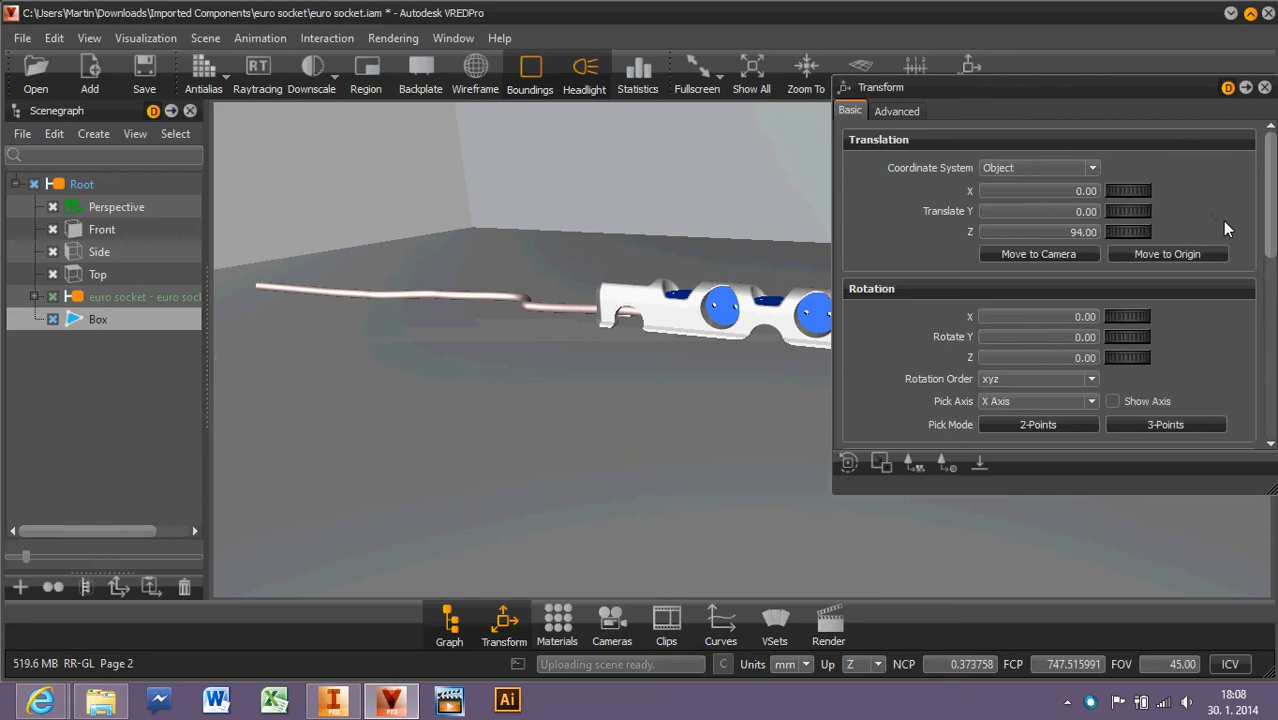 C:\Users\Martin\Downloads\Imported Components\euro socket\euro socket.iam * - Autodesk VREDPro
File Edit View Visualization Scene Animation Interaction Rendering Window Help
Open Add Save Antialias Raytracing Downscale Region Backplate Wireframe Boundings Headlight Statistics Fullscreen Show All Zoom To
RT
Scenegraph D
File Edit Create Select
Root
Perspective
Front
Side
Top
euro socket - euro soc
Box
Transform D
Basic Advanced
Translation
Coordinate System Object
X 0.00
Translate Y 0.00
Z 94.00
Move to Camera Move to Origin
Rotation
X 0.00
Rotate Y 0.00
Z 0.00
Rotation Order xyz
Pick Axis X Axis Show Axis
Pick Mode 2-Points 3-Points
Graph Transform Materials Cameras Clips Curves VSets Render
519.6 MB RR-GL Page 2 Uploading scene ready. C Units mm Up Z NCP 0.373758 FCP 747.515991 FOV 45.00 ICV
Ai
18:08
30. 1. 2014